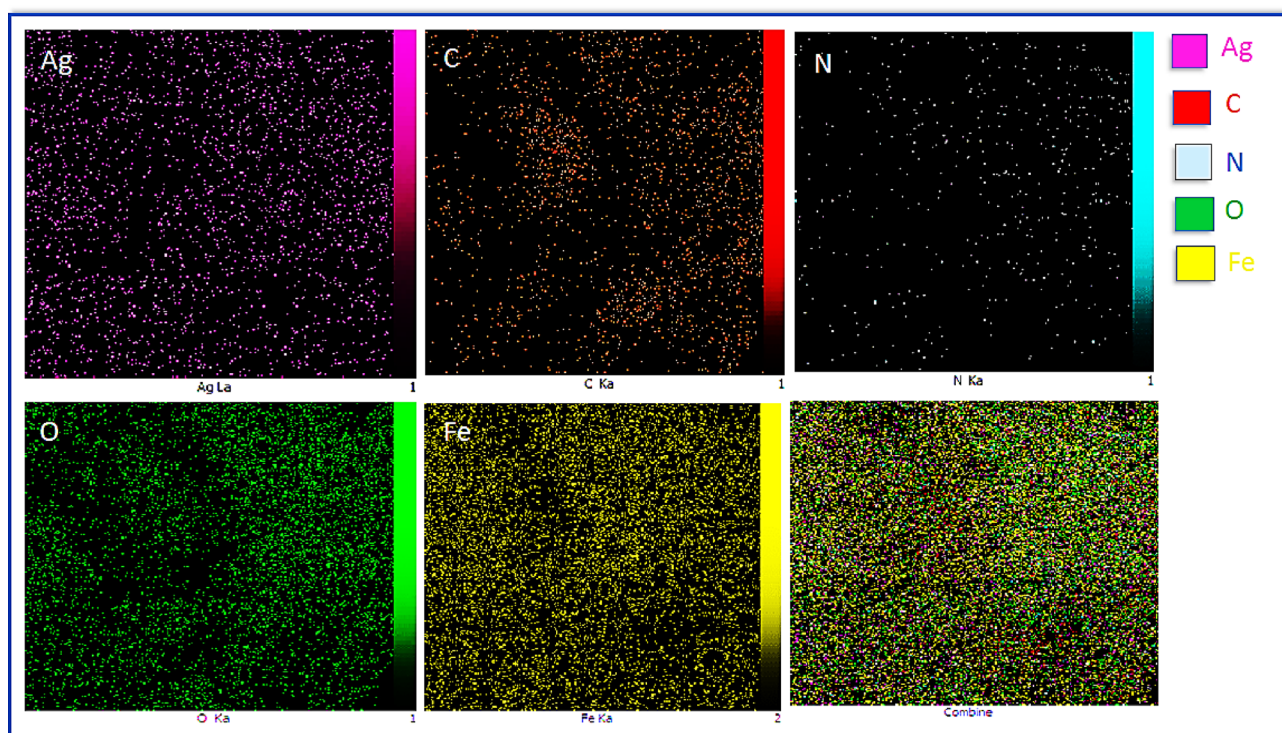 Ag
Ag La 1
C
C Ka 1
N
N Ka 1
Ag
C
N
O
Fe
O
O Ka 1
Fe
Fe Ka 2
Combine